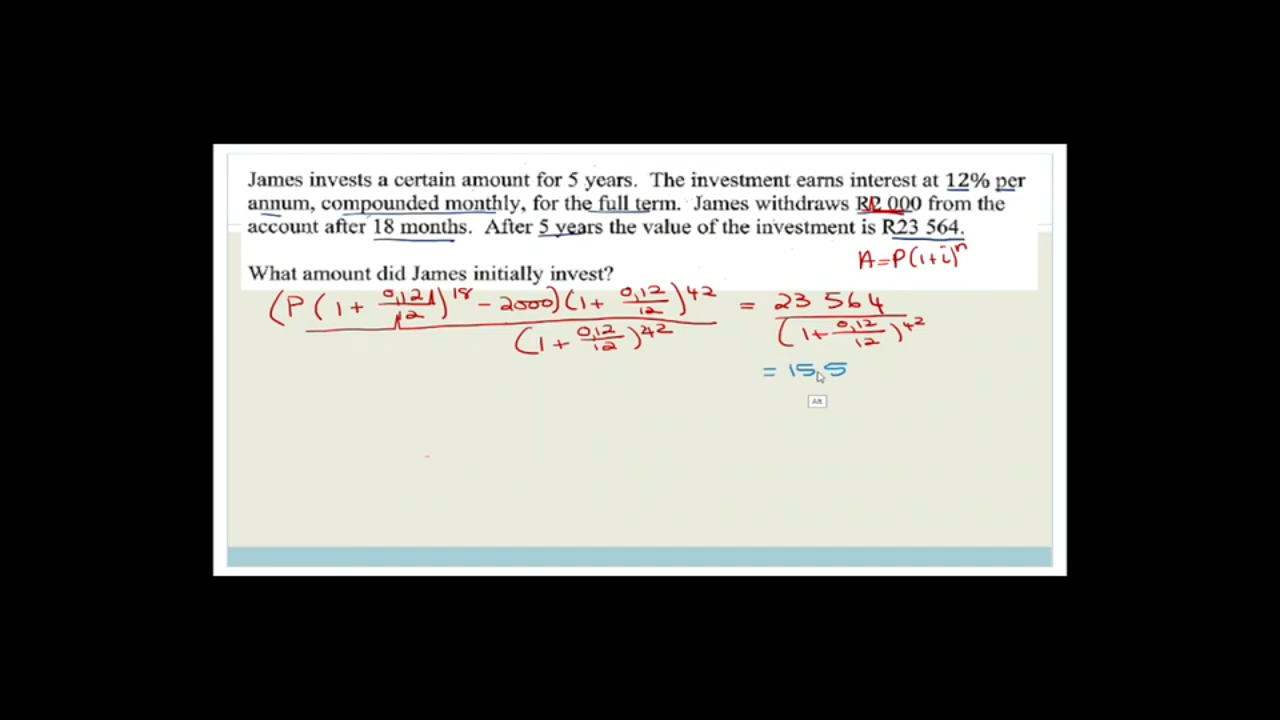 James invests a certain amount for 5 years. The investment earns interest at 12% per
annum, compounded monthly, for the full term. James withdraws R2 000 from the
account after 18 months. After 5 years the value of the investment is R23 564.
A=P(1+i)^n
What amount did James initially invest?
(P(1+ 0,12/12)^18 - 2000)(1+ 0,12/12)^42 = 23 564
(1+ 0,12/12)^42 (1+ 0,12/12)^42
= 15,5
Alt